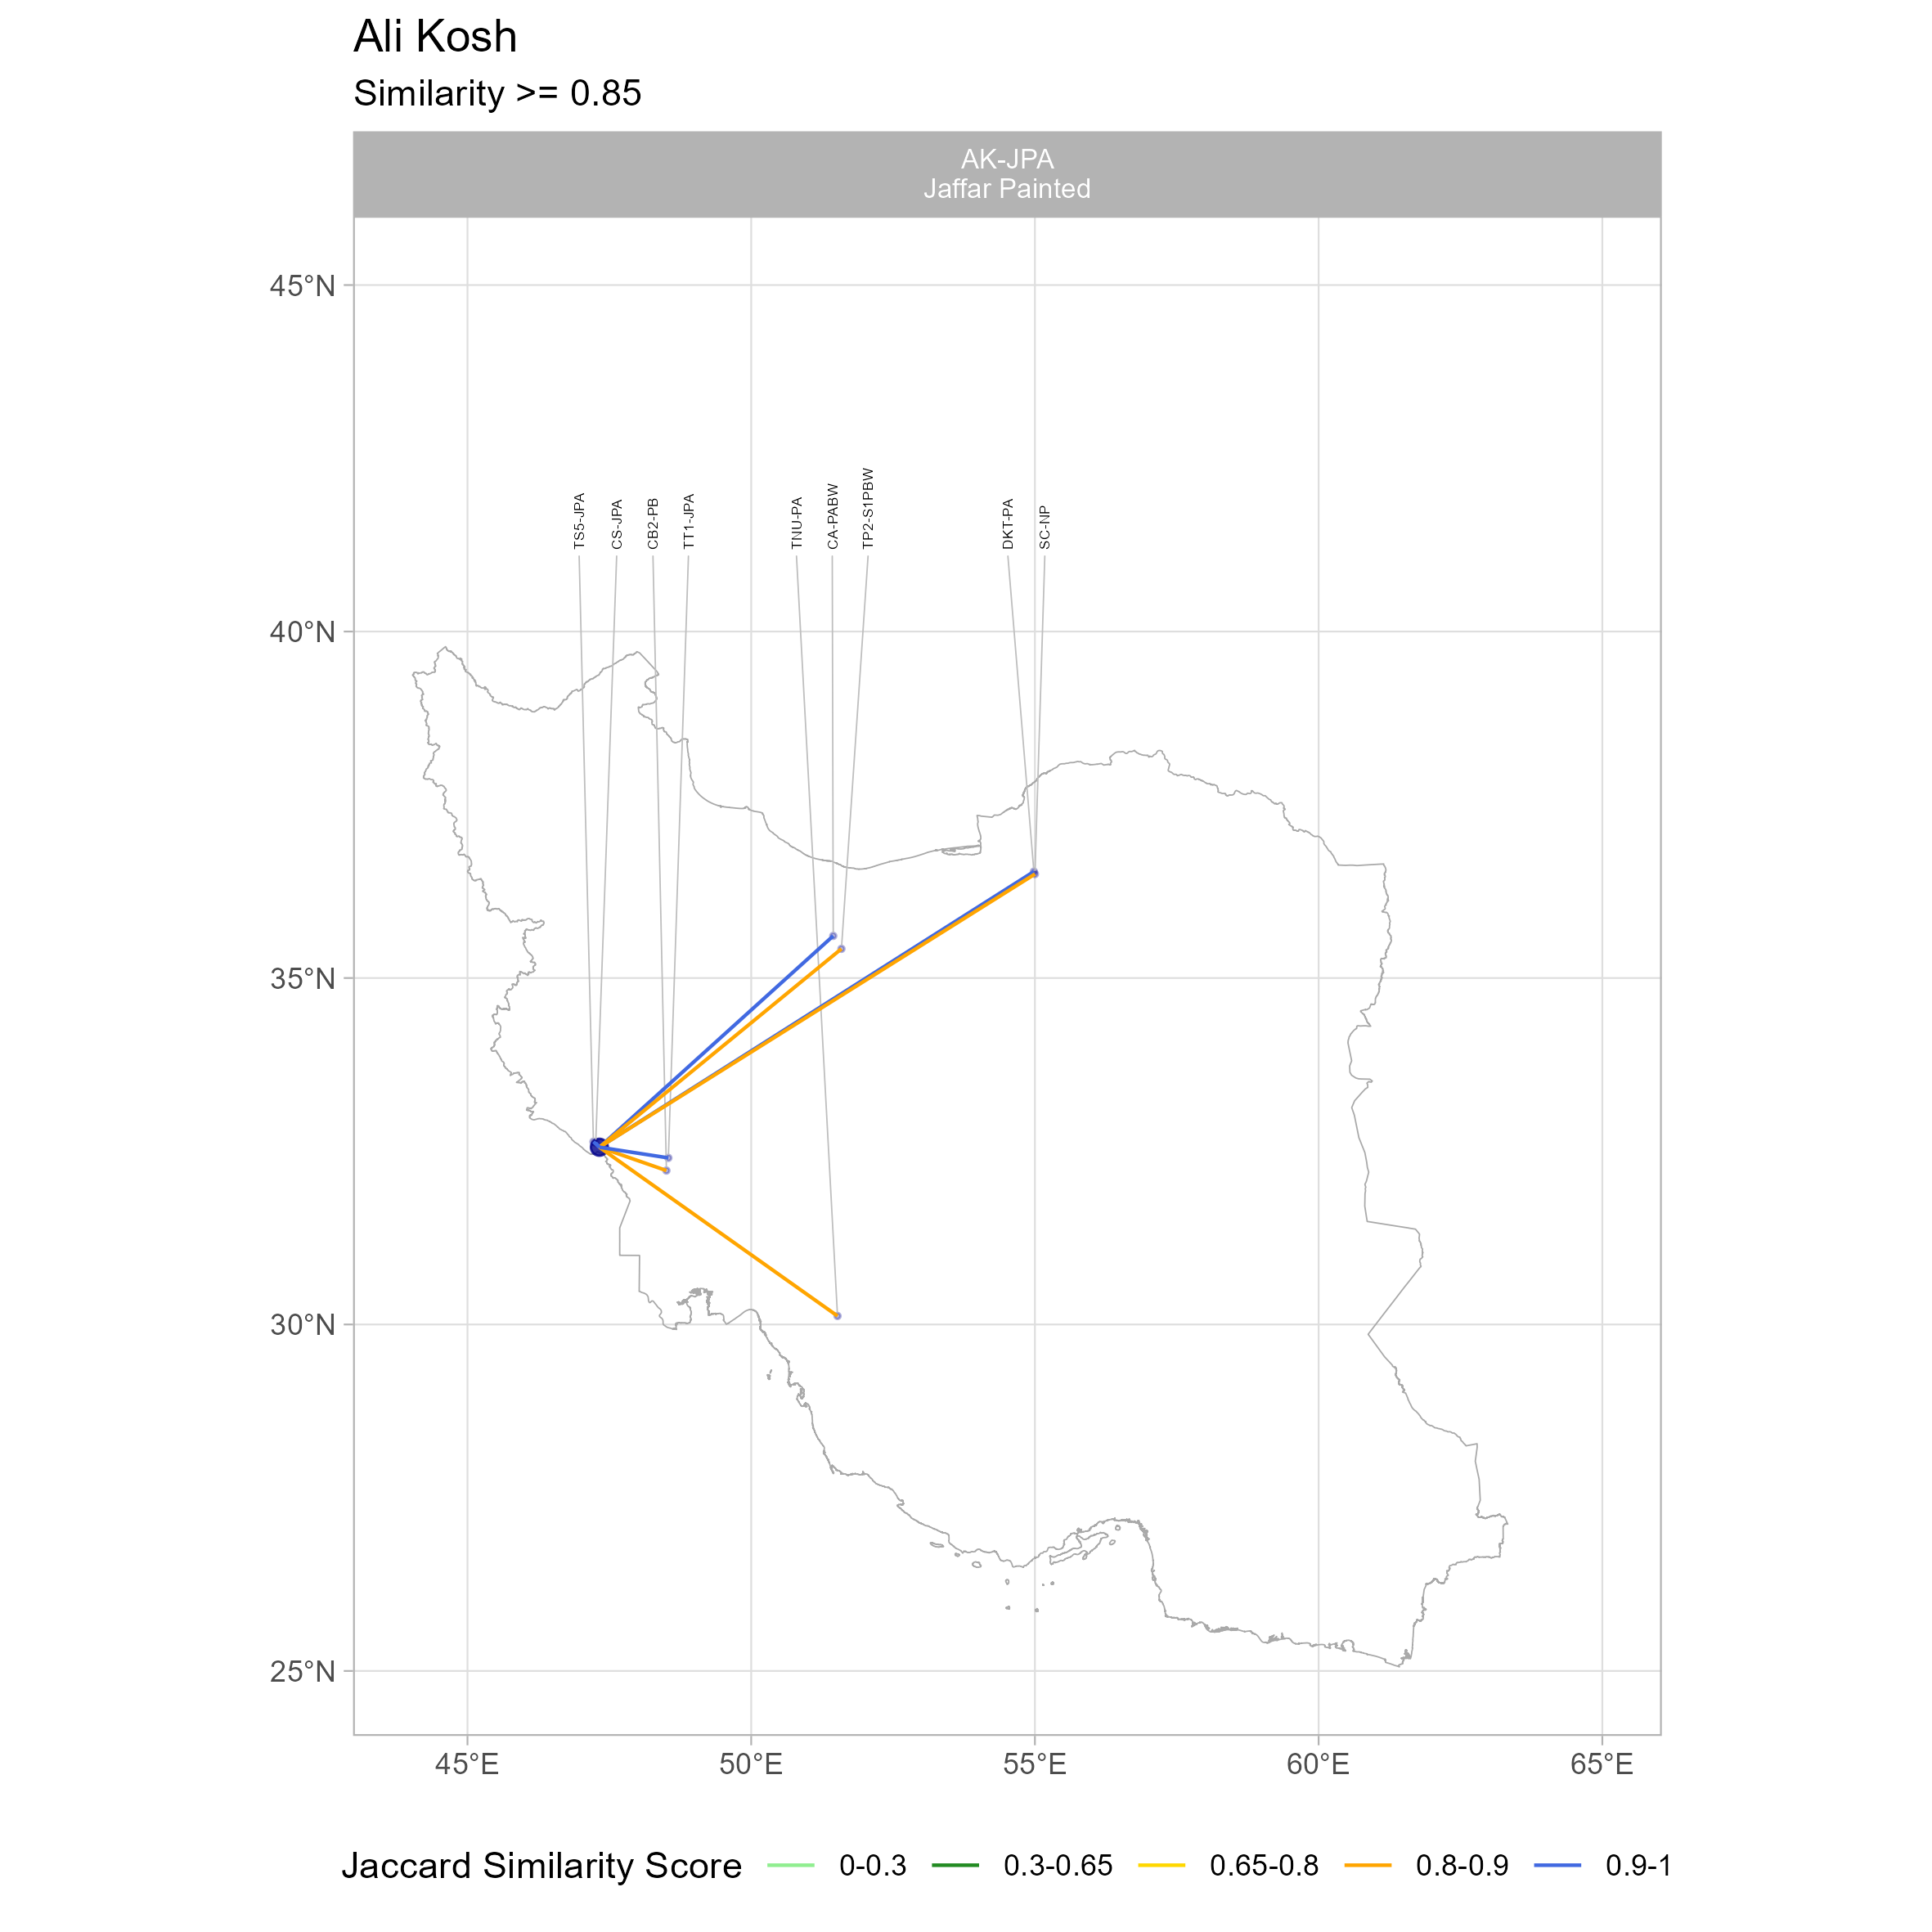 Ali Kosh
Similarity >= 0.85
AK-JPA
Jaffar Painted
45°N
40°N
35°N
30°N
25°N
TS5-JPA
CS-JPA
CB2-PB
TT1-JPA
TNU-PA
CA-PABW
TP2-S1PBW
DKT-PA
SC-NP
45°E 50°E 55°E 60°E 65°E
Jaccard Similarity Score 0-0.3 0.3-0.65 0.65-0.8 0.8-0.9 0.9-1